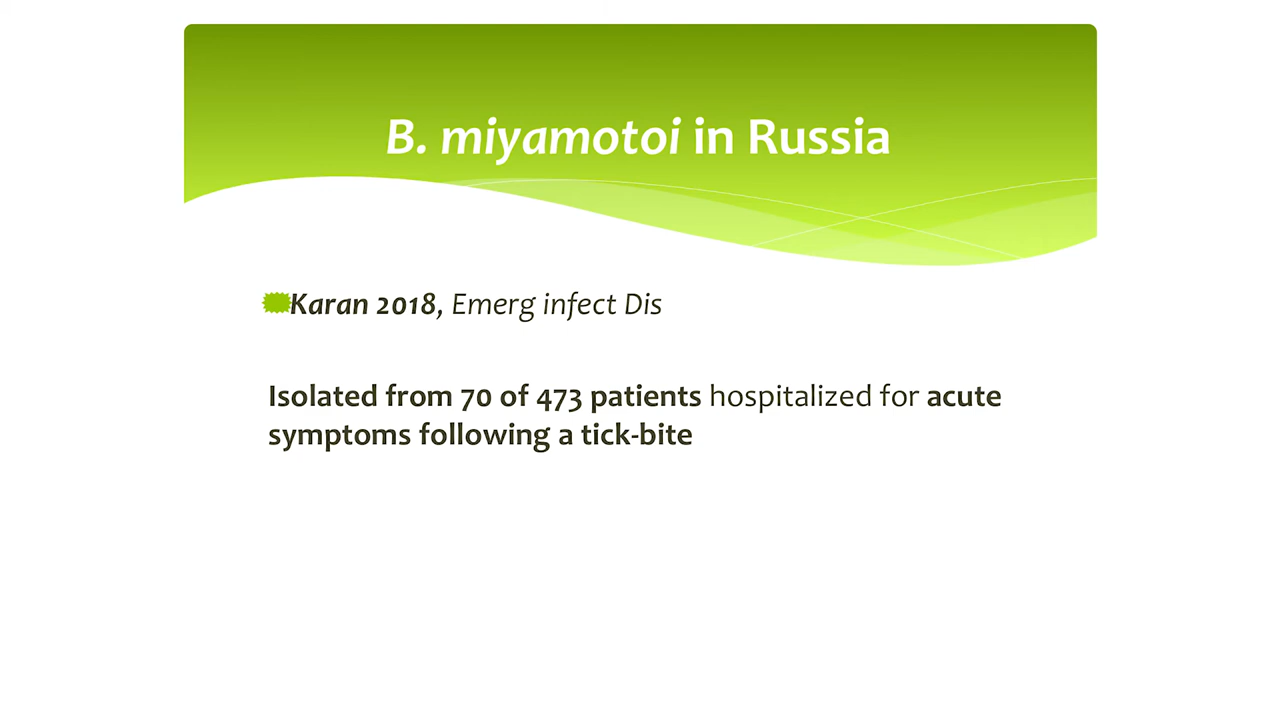 B. miyamotoi in Russia
Karan 2018, Emerg infect Dis
Isolated from 70 of 473 patients hospitalized for acute
symptoms following a tick-bite